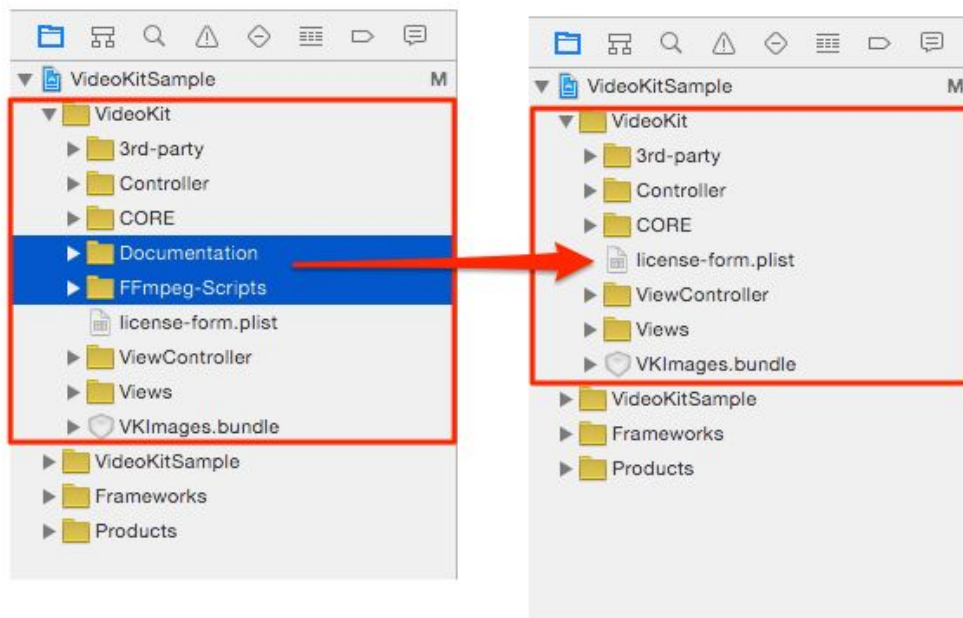 VideoKitSample M
VideoKit
3rd-party
Controller
CORE
Documentation
FFmpeg-Scripts
license-form.plist
ViewController
Views
VKImages.bundle
VideoKitSample
Frameworks
Products
VideoKitSample M
VideoKit
3rd-party
Controller
CORE
license-form.plist
ViewController
Views
VKImages.bundle
VideoKitSample
Frameworks
Products